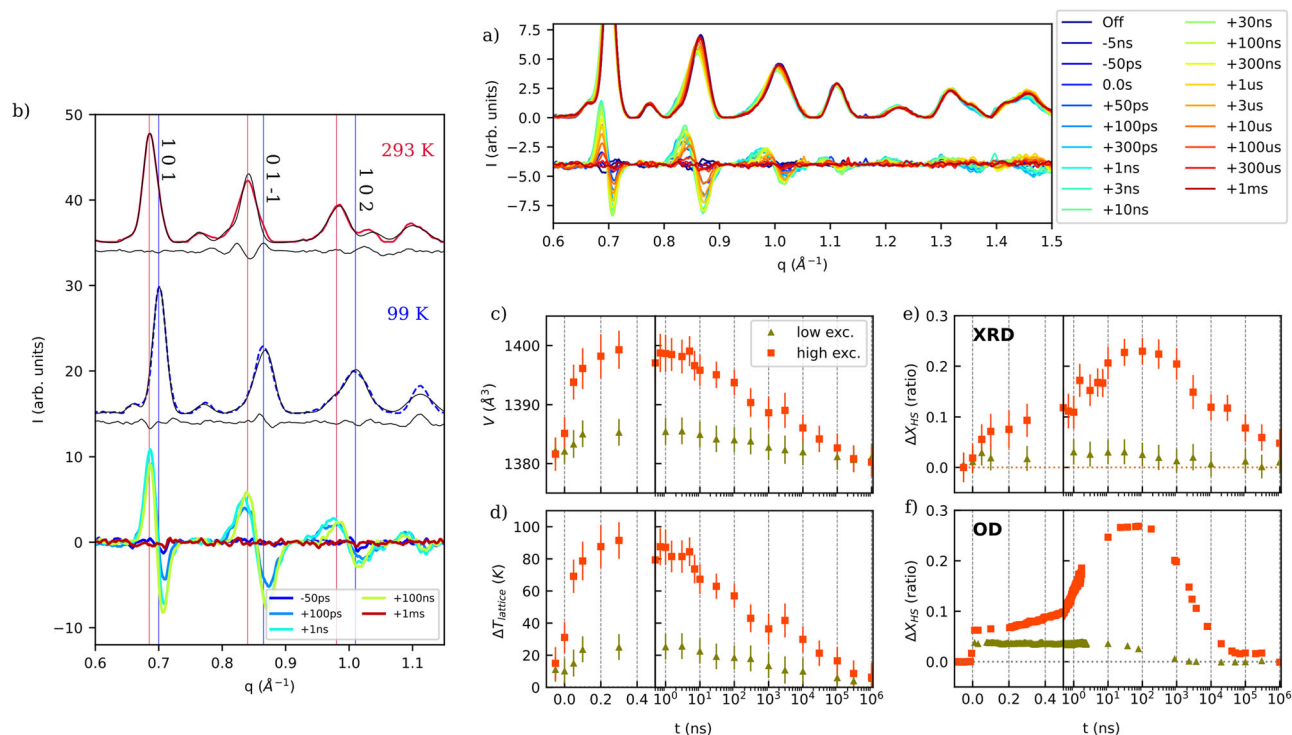 a)
7.5
5.0
2.5
0.0
−2.5
−5.0
−7.5
I (arb. units)
0.6 0.7 0.8 0.9 1.0 1.1 1.2 1.3 1.4 1.5
q (Å⁻¹)
Off
-5ns
-50ps
0.0s
+50ps
+100ps
+300ps
+1ns
+3ns
+10ns
+30ns
+100ns
+300ns
+1us
+3us
+10us
+100us
+300us
+1ms
b)
50
40
30
20
10
0
−10
I (arb. units)
1 0 1
0 1 -1
1 0 2
293 K
99 K
-50ps
+100ps
+1ns
+100ns
+1ms
0.6 0.7 0.8 0.9 1.0 1.1
q (Å⁻¹)
c)
1400
1390
1380
V (Å³)
low exc.
high exc.
d)
100
80
60
40
20
0
ΔT_lattice (K)
0.0 0.2 0.4 10⁰ 10¹ 10² 10³ 10⁴ 10⁵ 10⁶
t (ns)
e)
XRD
0.3
0.2
0.1
0.0
ΔX_HS (ratio)
f)
OD
0.3
0.2
0.1
0.0
ΔX_HS (ratio)
0.0 0.2 0.4 10⁰ 10¹ 10² 10³ 10⁴ 10⁵ 10⁶
t (ns)